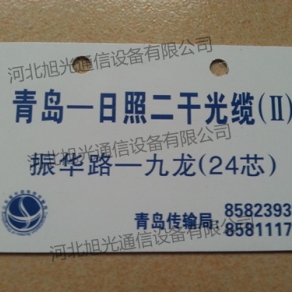 河北旭光通信设备有限公司
青岛一日照二干光缆(II)
河北旭光通信设备有限公司
振华路一九龙(24芯)
青岛传输局:
8582393
8581117
河北旭光通信设备有限公司